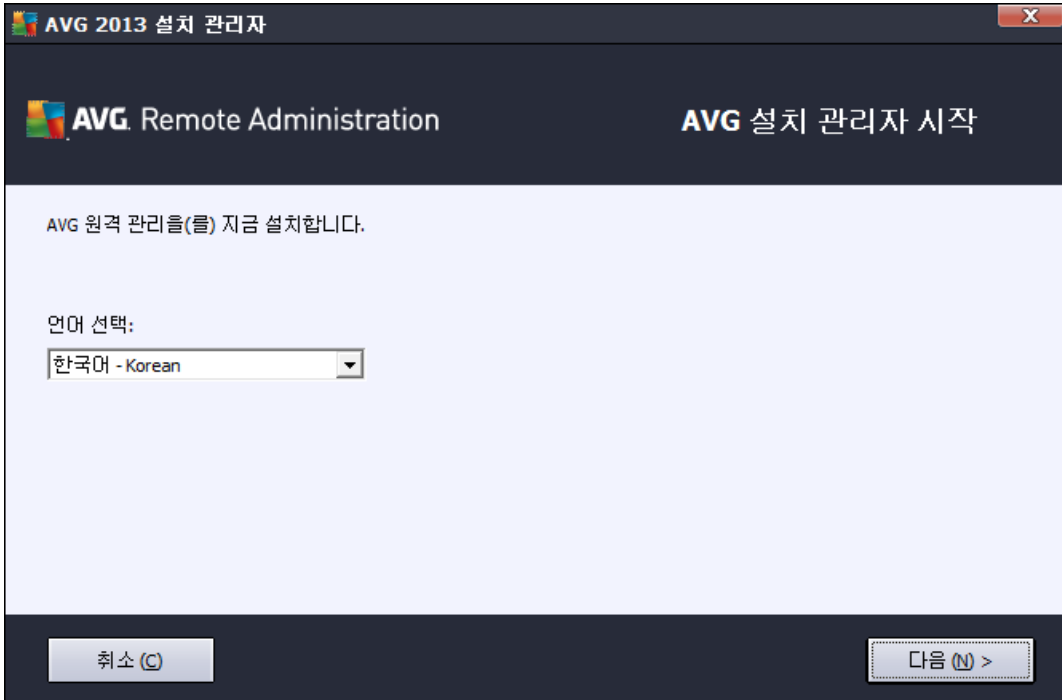 AVG 2013 설치 관리자
AVG. Remote Administration
AVG 설치 관리자 시작
AVG 원격 관리을(를) 지금 설치합니다.
언어 선택:
한국어 - Korean
취소 (C)
다음 (N) >